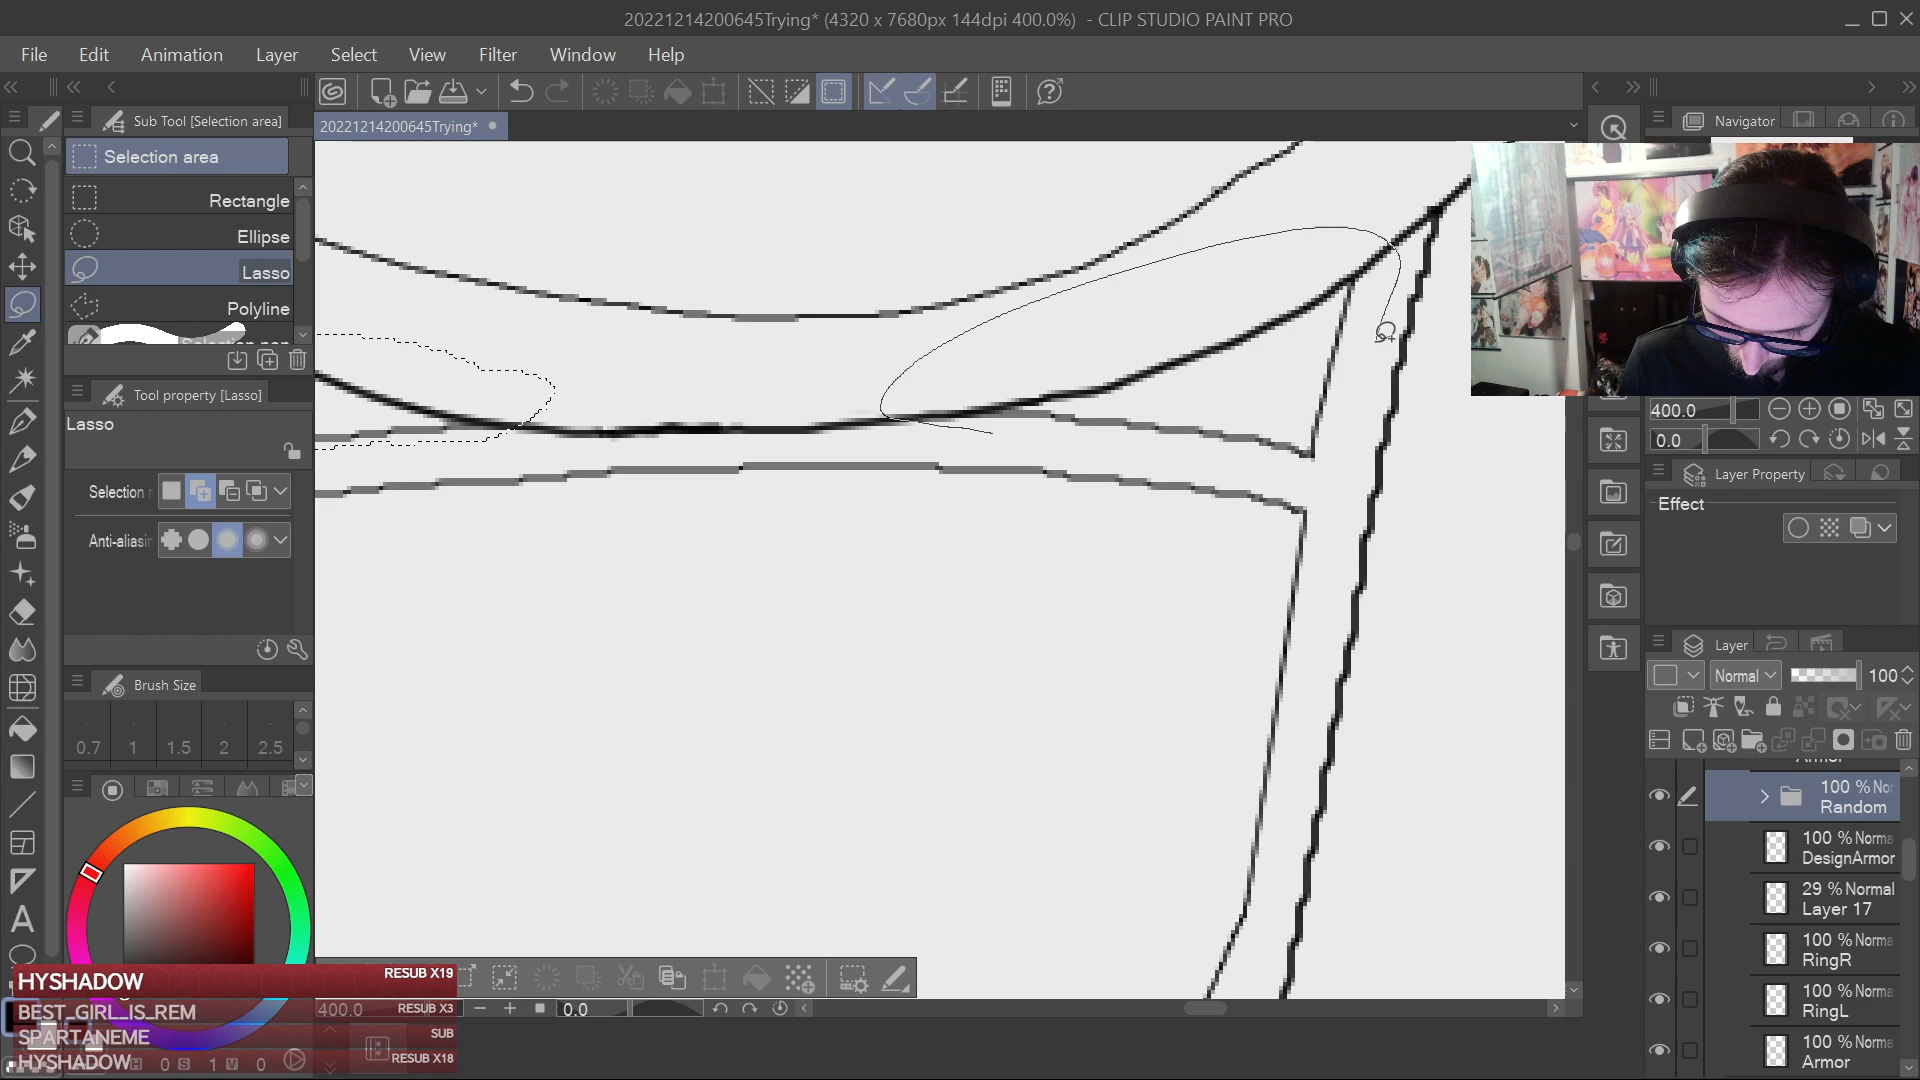 20221214200645Trying* (4320 x 7680px 144dpi 400.0%) - CLIP STUDIO PAINT PRO
File Edit Animation Layer Select View Filter Window Help
Sub Tool [Selection area]
20221214200645Trying*
Navigator
Selection area
Rectangle
Ellipse
Lasso
Polyline
Tool property [Lasso]
Lasso
Selection
Anti-aliasin
Brush Size
0.7 1 1.5 2 2.5
400.0
0.0
Layer Property
Effect
Layer
Normal 100
100 % Nor
Random
100 % Norma
DesignArmor
29 % Normal
Layer 17
100 % Norma
RingR
100 % Norma
RingL
100 % Norma
Armor
400.0 0.0
HYSHADOW RESUB X19
BEST_GIRL_IS_REM RESUB X3
SPARTANEME SUB
HYSHADOW RESUB X18
H 0 S 1 V 0